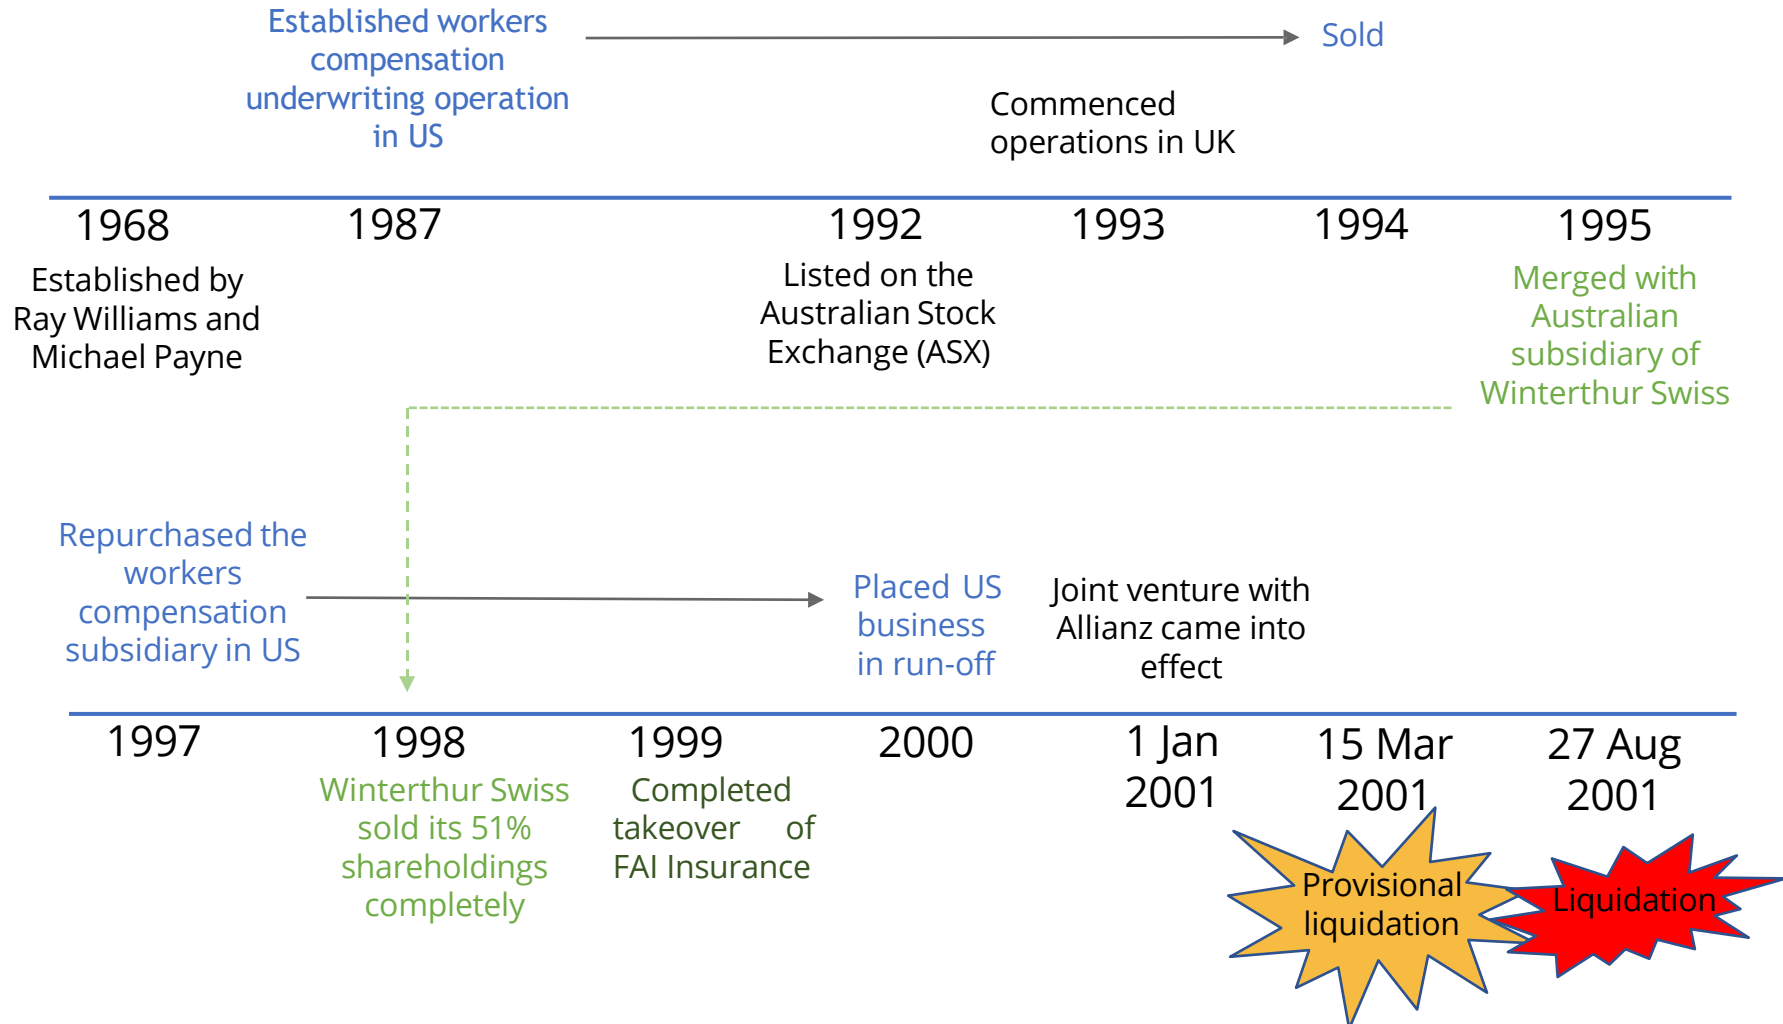 Established workers
compensation
underwriting operation
in US
Sold
Commenced
operations in UK
1968
1987
1992
1993
1994
1995
Established by
Ray Williams and
Michael Payne
Listed on the
Australian Stock
Exchange (ASX)
Merged with
Australian
subsidiary of
Winterthur Swiss
Repurchased the
workers
compensation
subsidiary in US
Placed US
business
in run-off
Joint venture with
Allianz came into
effect
1997
1998
1999
2000
1 Jan
2001
15 Mar
2001
27 Aug
2001
Winterthur Swiss
sold its 51%
shareholdings
completely
Completed
takeover of
FAI Insurance
Provisional
liquidation
Liquidation